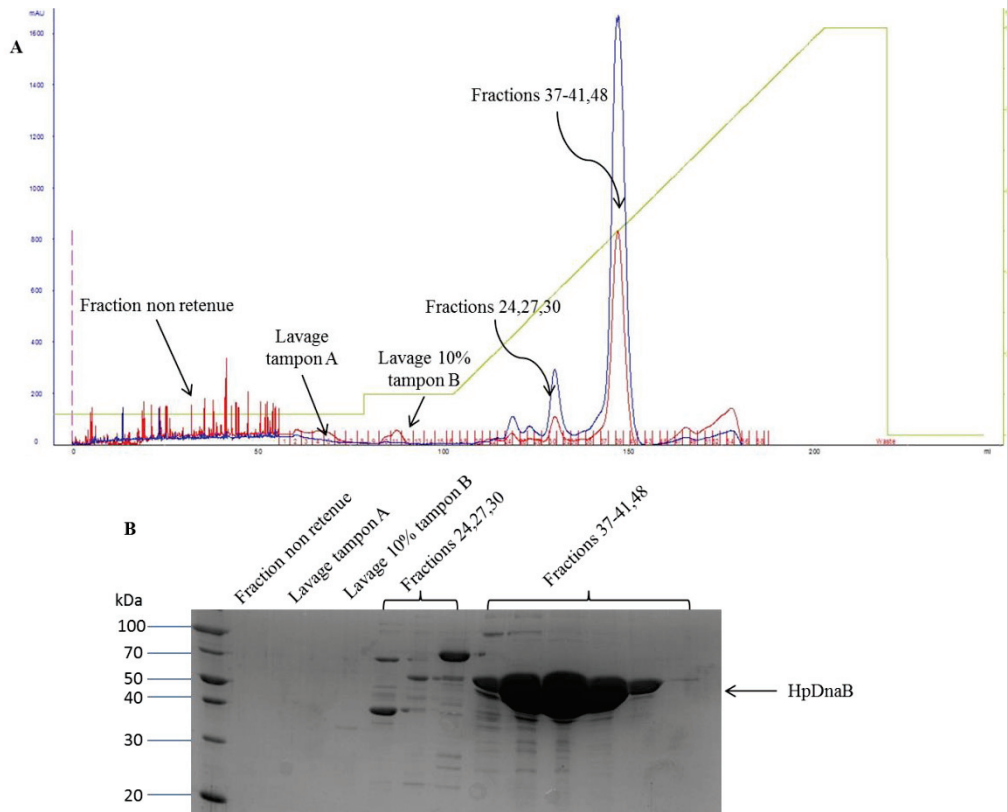 A
mAU
1600
1400
1200
1000
800
600
400
200
0
Fractions 37-41,48
Fraction non retenue
Lavage
tampon A
Lavage 10%
tampon B
Fractions 24,27,30
50
100
150
200
ml
Waste
B
Fraction non retenue
Lavage tampon A
Lavage 10% tampon B
Fractions 24,27,30
Fractions 37-41,48
kDa
100
70
50
40
30
20
HpDnaB